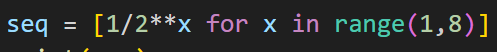 seq = [1/2**x for x in range(1,8)]